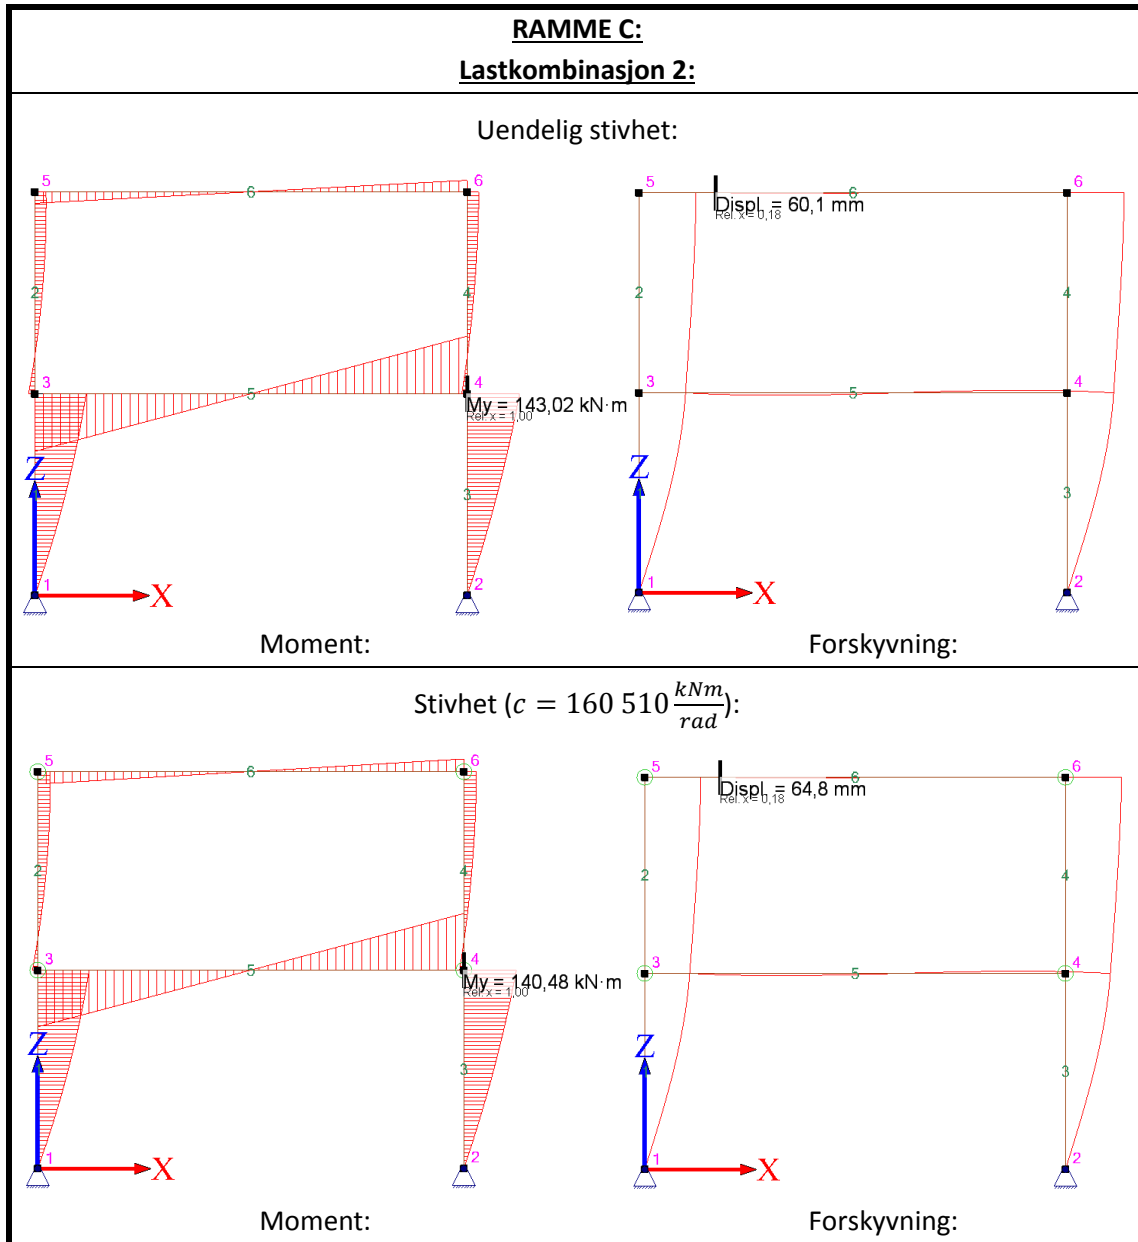 RAMME C:
Lastkombinasjon 2:
Uendelig stivhet:
5 6
6
Displ. = 60,1 mm
Rel. x = 0,18
2 4
3 4
5
My = 143,02 kN·m
Rel. x = 1,00
Z
3
1 2
X
5 6
6
2 4
3 4
5
Z
3
1 2
X
Moment: Forskyvning:
Stivhet (c = 160 510 kNm/rad):
5 6
6
Displ. = 64,8 mm
Rel. x = 0,18
2 4
3 4
5
My = 140,48 kN·m
Rel. x = 1,00
Z
3
1 2
X
5 6
6
2 4
3 4
5
Z
3
1 2
X
Moment: Forskyvning: